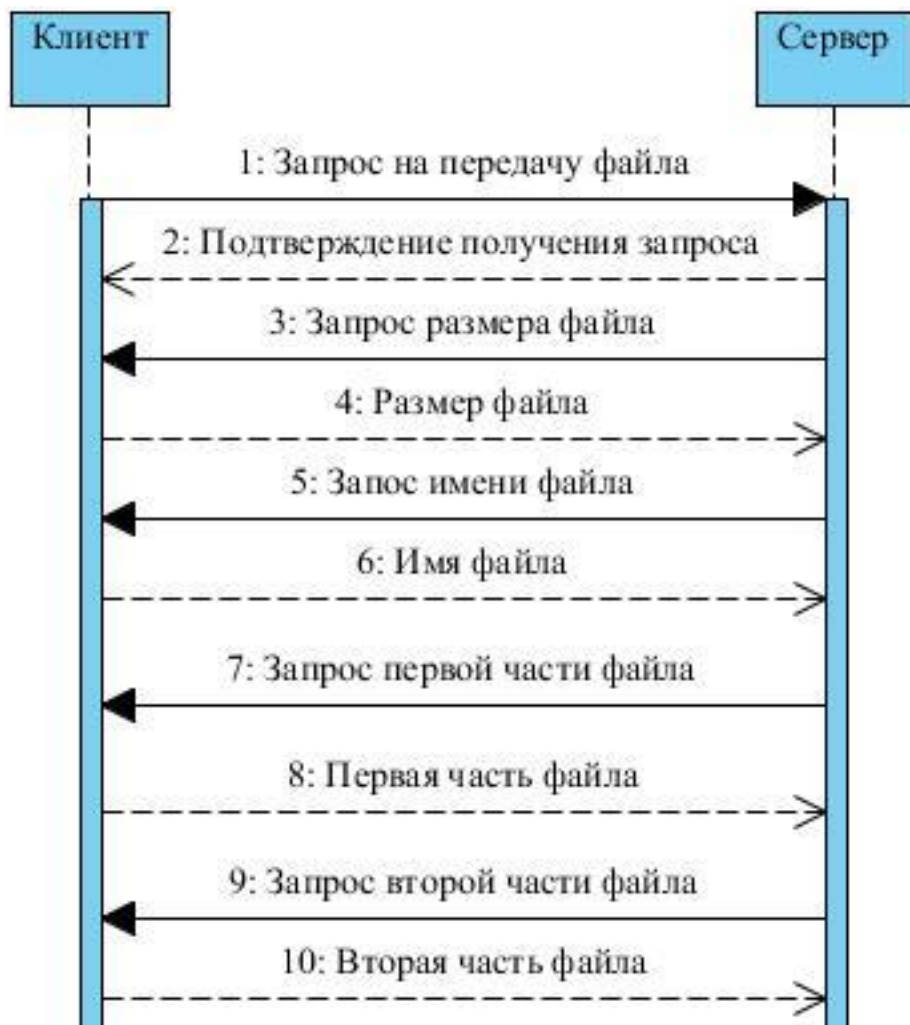 Клиент
Сервер
1: Запрос на передачу файла
2: Подтверждение получения запроса
3: Запрос размера файла
4: Размер файла
5: Запос имени файла
6: Имя файла
7: Запрос первой части файла
8: Первая часть файла
9: Запрос второй части файла
10: Вторая часть файла